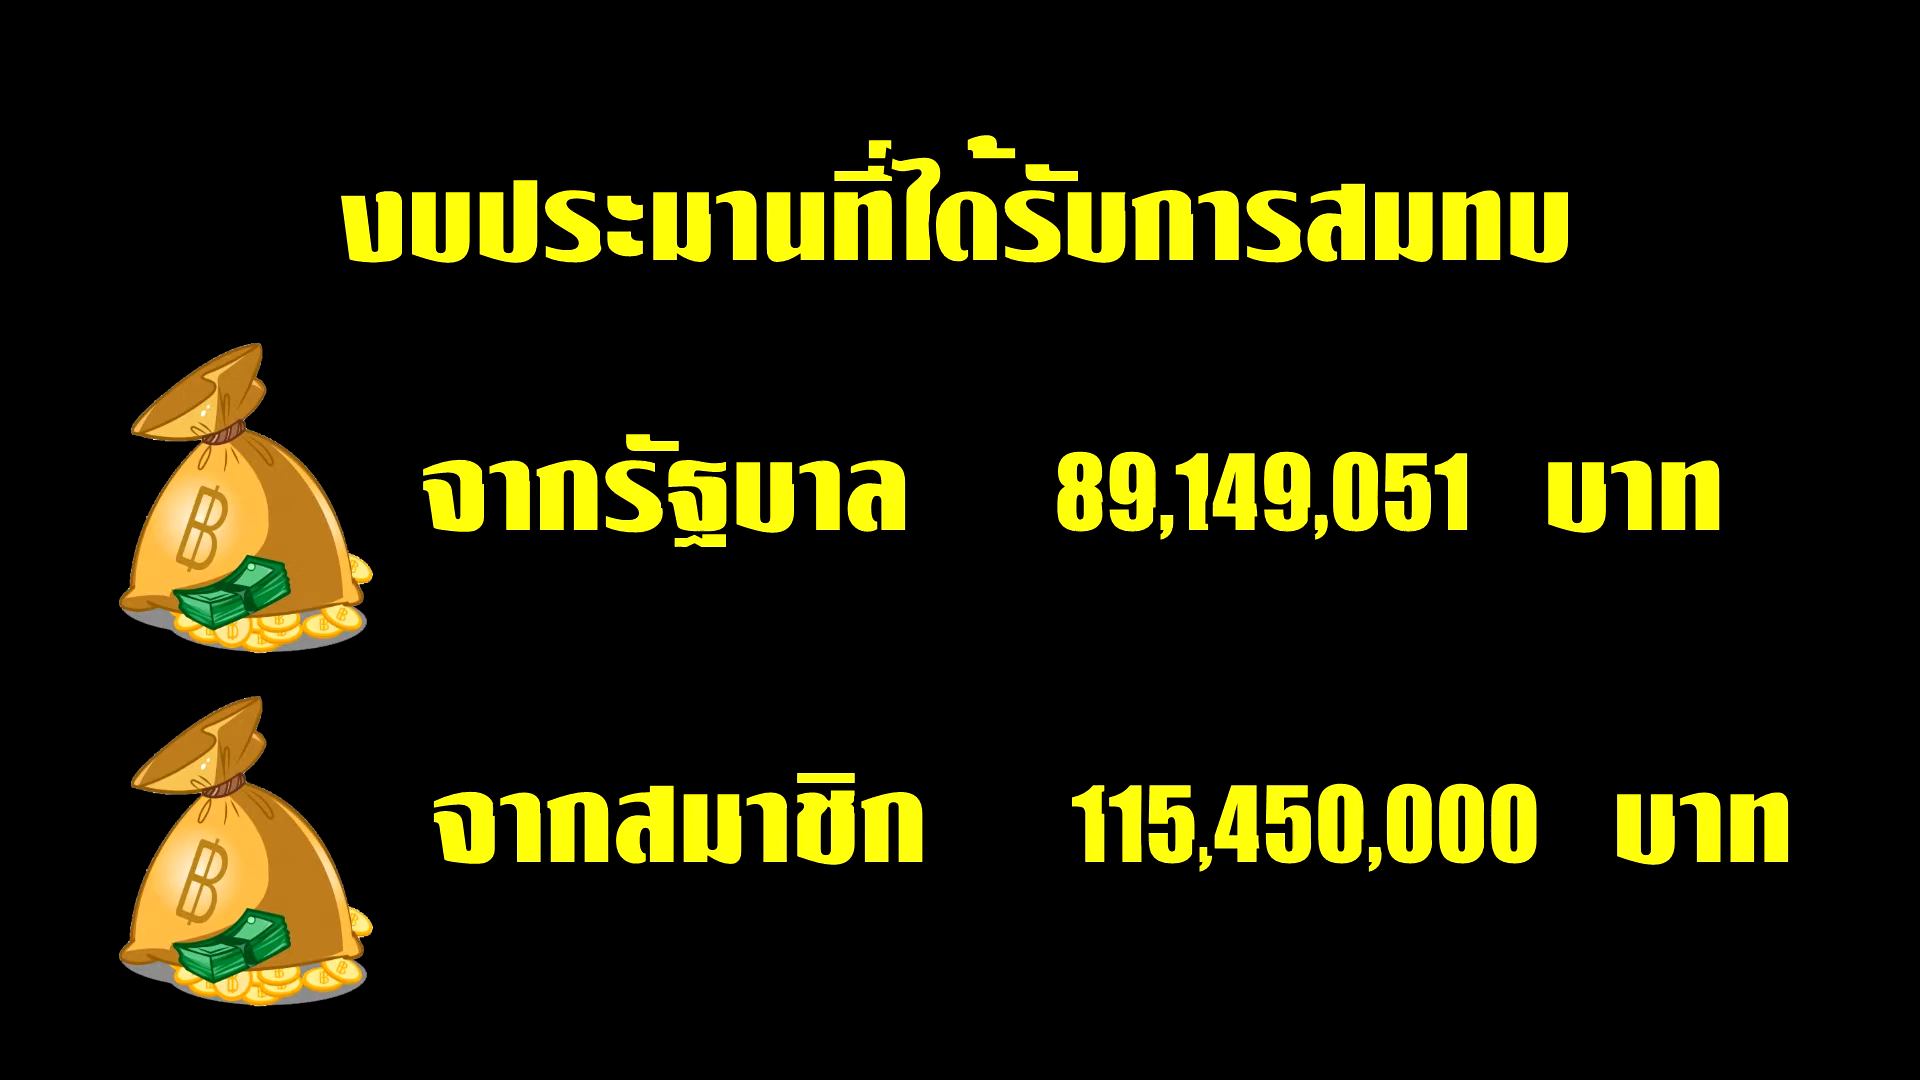 งบประมานที่ได้รับการสมทบ
จากรัฐบาล 89,149,051 บาท
จากสมาชิก 115,450,000 บาท